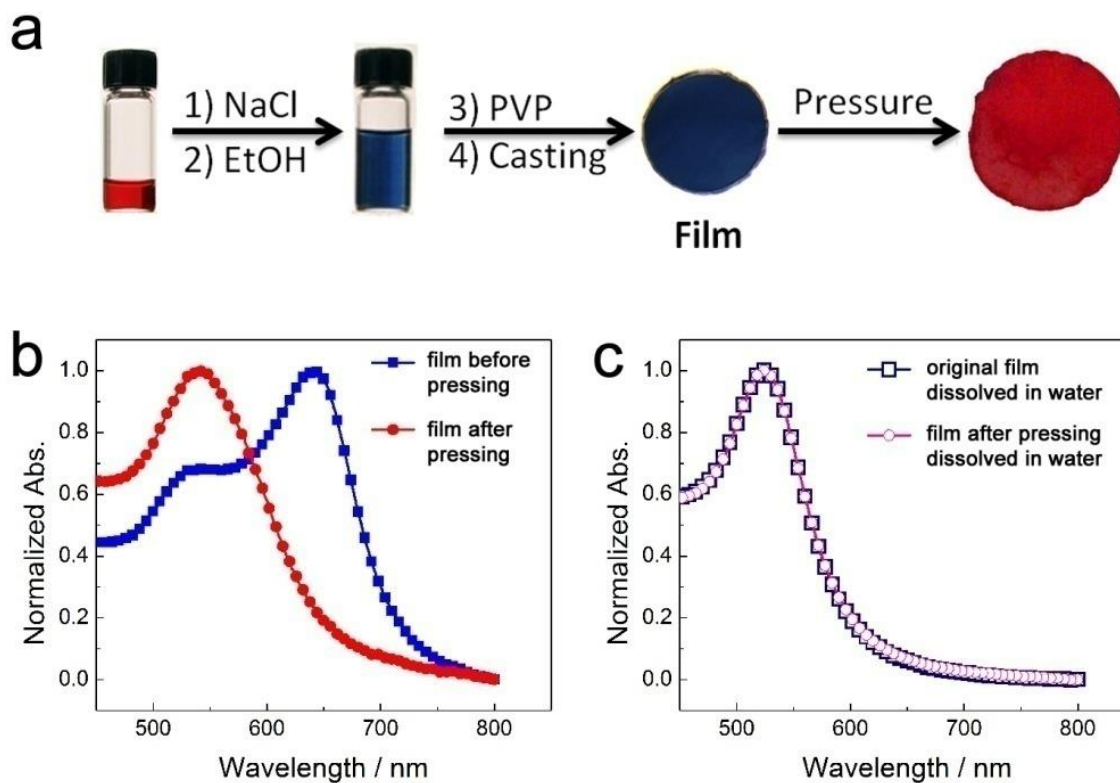 a
1) NaCl
2) EtOH
3) PVP
4) Casting
Film
Pressure
b
Normalized Abs.
1.0
0.8
0.6
0.4
0.2
0.0
500
600
700
800
Wavelength / nm
film before
pressing
film after
pressing
c
Normalized Abs.
1.0
0.8
0.6
0.4
0.2
0.0
500
600
700
800
Wavelength / nm
original film
dissolved in water
film after pressing
dissolved in water